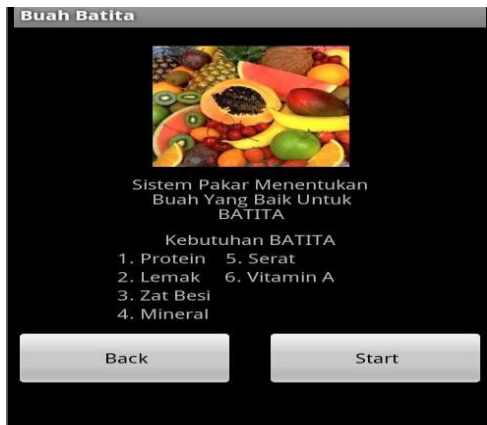 Buah Batita
Sistem Pakar Menentukan
Buah Yang Baik Untuk
BATITA
Kebutuhan BATITA
1. Protein 5. Serat
2. Lemak 6. Vitamin A
3. Zat Besi
4. Mineral
Back Start